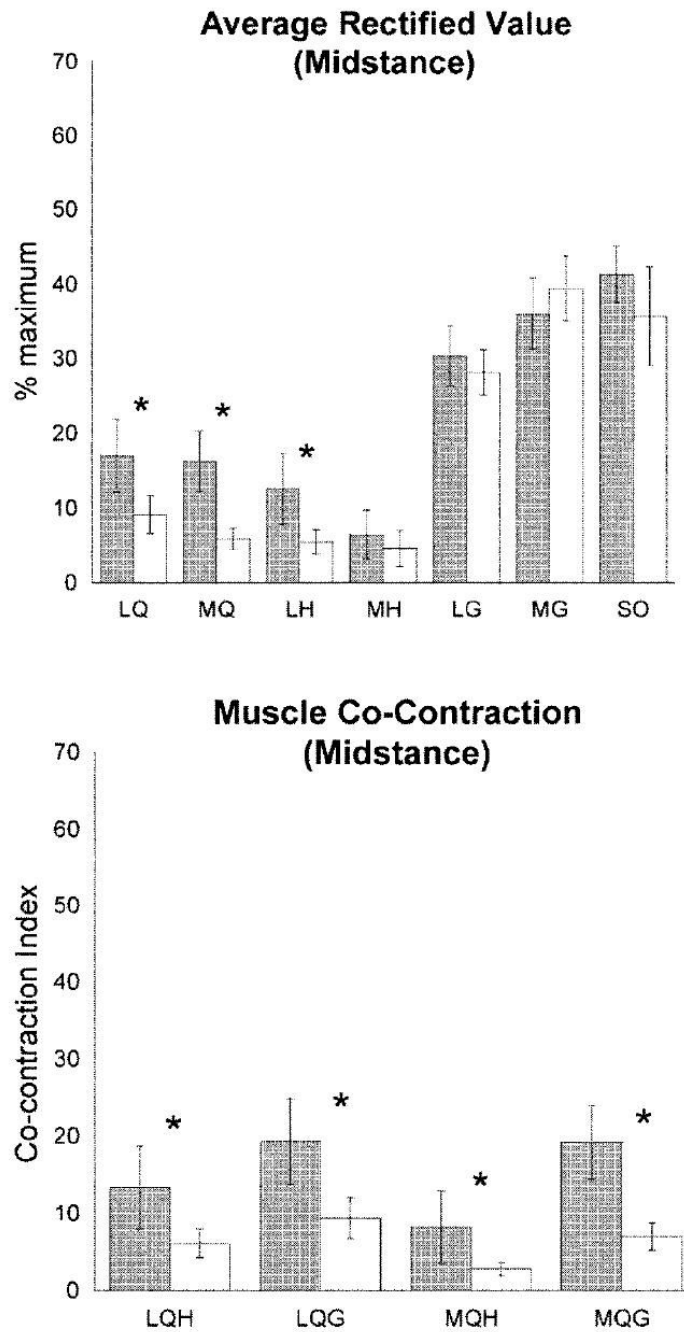 Average Rectified Value
(Midstance)
70
60
50
40
30
20
10
0
% maximum
* * *
LQ MQ LH MH LG MG SO
Muscle Co-Contraction
(Midstance)
70
60
50
40
30
20
10
0
Co-contraction Index
* * * *
LQH LQG MQH MQG